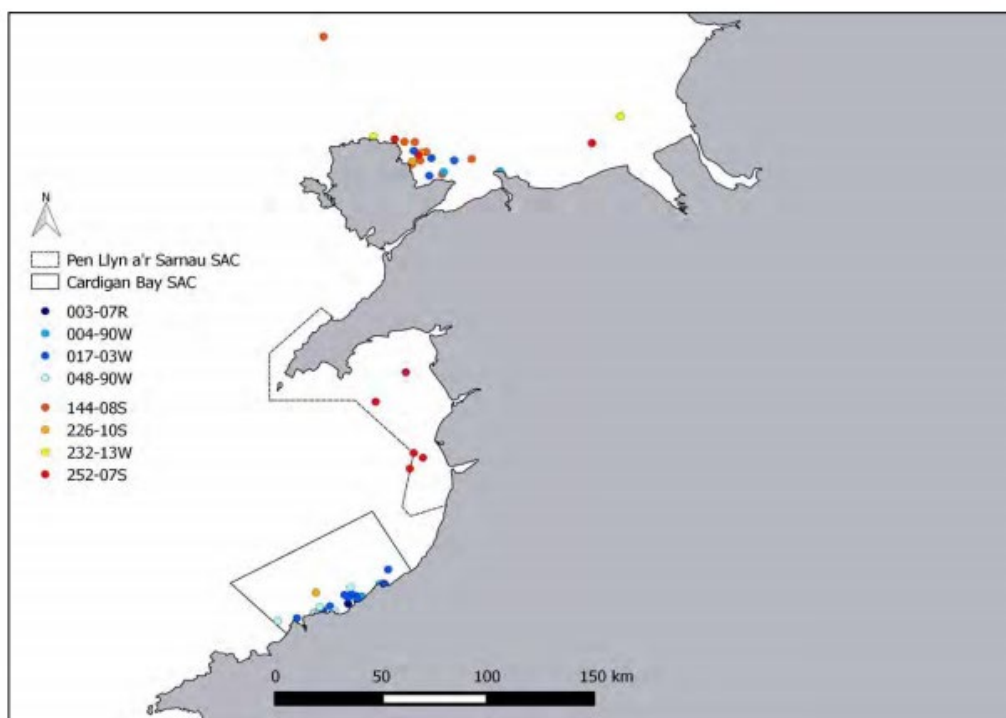 N
Pen Llyn a'r Sarnau SAC
Cardigan Bay SAC
003-07R
004-90W
017-03W
048-90W
144-08S
226-10S
232-13W
252-07S
0 50 100 150 km